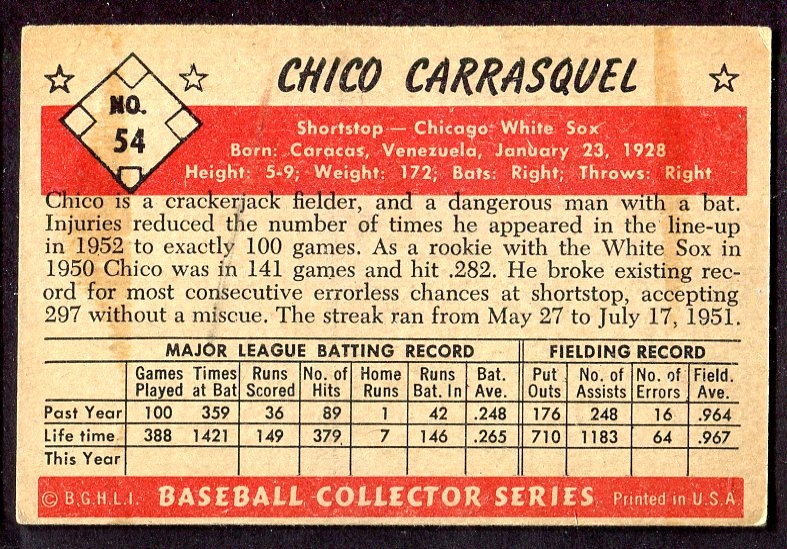 CHICO CARRASQUEL
NO.
54
Shortstop — Chicago White Sox
Born: Caracas, Venezuela, January 23, 1928
Height: 5-9; Weight: 172; Bats: Right; Throws: Right
Chico is a crackerjack fielder, and a dangerous man with a bat.
Injuries reduced the number of times he appeared in the line-up
in 1952 to exactly 100 games. As a rookie with the White Sox in
1950 Chico was in 141 games and hit .282. He broke existing rec-
ord for most consecutive errorless chances at shortstop, accepting
297 without a miscue. The streak ran from May 27 to July 17, 1951.
MAJOR LEAGUE BATTING RECORD FIELDING RECORD
Games Times Runs No. of Home Runs Bat. Put No. of No. of Field.
Played at Bat Scored Hits Runs Bat. In Ave. Outs Assists Errors Ave.
Past Year 100 359 36 89 1 42 .248 176 248 16 .964
Life time 388 1421 149 379 7 146 .265 710 1183 64 .967
This Year
© B.G.H.L.I. BASEBALL COLLECTOR SERIES Printed in U.S.A.